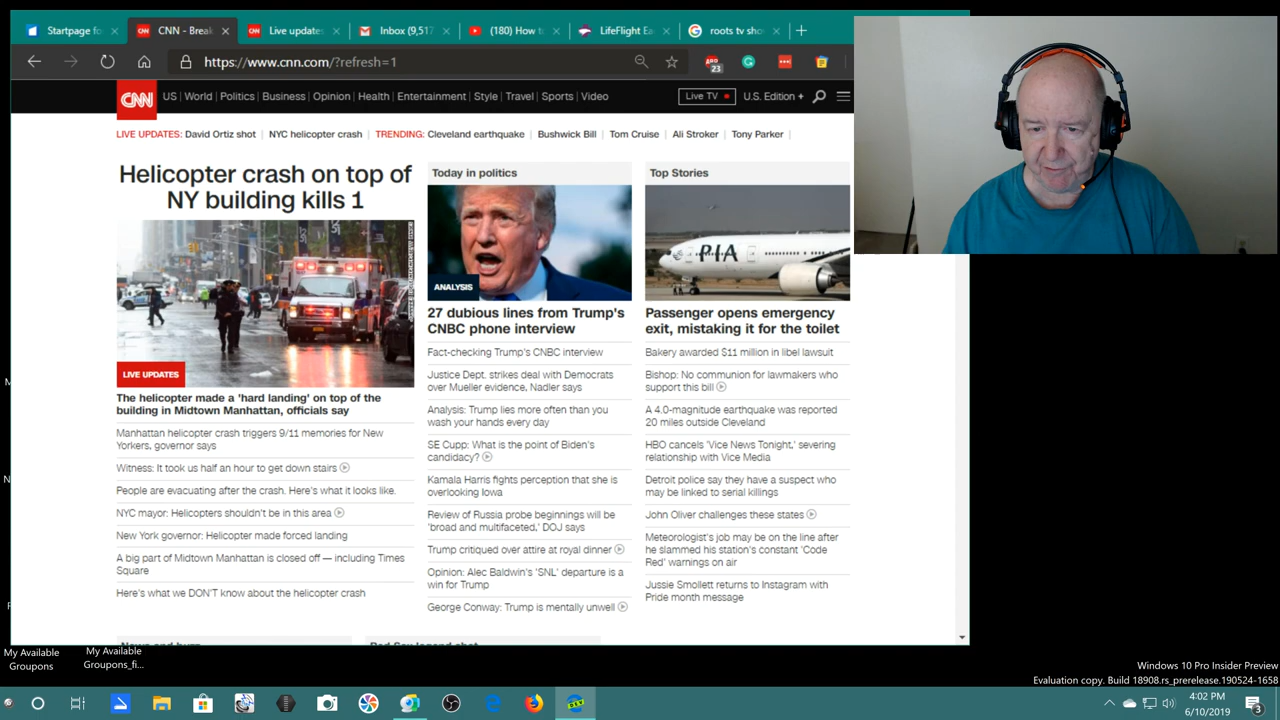 Startpage fo
CNN - Break
Live updates
Inbox (9,517
(180) How t
LifeFlight Ea
roots tv sho
https://www.cnn.com/?refresh=1
23
CNN
US World Politics Business Opinion Health Entertainment Style Travel Sports Video
Live TV
U.S. Edition +
LIVE UPDATES: David Ortiz shot NYC helicopter crash TRENDING: Cleveland earthquake Bushwick Bill Tom Cruise Ali Stroker Tony Parker
Helicopter crash on top of
NY building kills 1
LIVE UPDATES
The helicopter made a 'hard landing' on top of the
building in Midtown Manhattan, officials say
Manhattan helicopter crash triggers 9/11 memories for New
Yorkers, governor says
Witness: It took us half an hour to get down stairs
People are evacuating after the crash. Here's what it looks like.
NYC mayor: Helicopters shouldn't be in this area
New York governor: Helicopter made forced landing
A big part of Midtown Manhattan is closed off — including Times
Square
Here's what we DON'T know about the helicopter crash
Today in politics
ANALYSIS
27 dubious lines from Trump's
CNBC phone interview
Fact-checking Trump's CNBC interview
Justice Dept. strikes deal with Democrats
over Mueller evidence, Nadler says
Analysis: Trump lies more often than you
wash your hands every day
SE Cupp: What is the point of Biden's
candidacy?
Kamala Harris fights perception that she is
overlooking Iowa
Review of Russia probe beginnings will be
'broad and multifaceted,' DOJ says
Trump critiqued over attire at royal dinner
Opinion: Alec Baldwin's 'SNL' departure is a
win for Trump
George Conway: Trump is mentally unwell
Top Stories
PIA
Passenger opens emergency
exit, mistaking it for the toilet
Bakery awarded $11 million in libel lawsuit
Bishop: No communion for lawmakers who
support this bill
A 4.0-magnitude earthquake was reported
20 miles outside Cleveland
HBO cancels 'Vice News Tonight,' severing
relationship with Vice Media
Detroit police say they have a suspect who
may be linked to serial killings
John Oliver challenges these states
Meteorologist's job may be on the line after
he slammed his station's constant 'Code
Red' warnings on air
Jussie Smollett returns to Instagram with
Pride month message
My Available
Groupons
My Available
Groupons_fi...
Windows 10 Pro Insider Preview
Evaluation copy. Build 18908.rs_prerelease.190524-1658
4:02 PM
6/10/2019
3